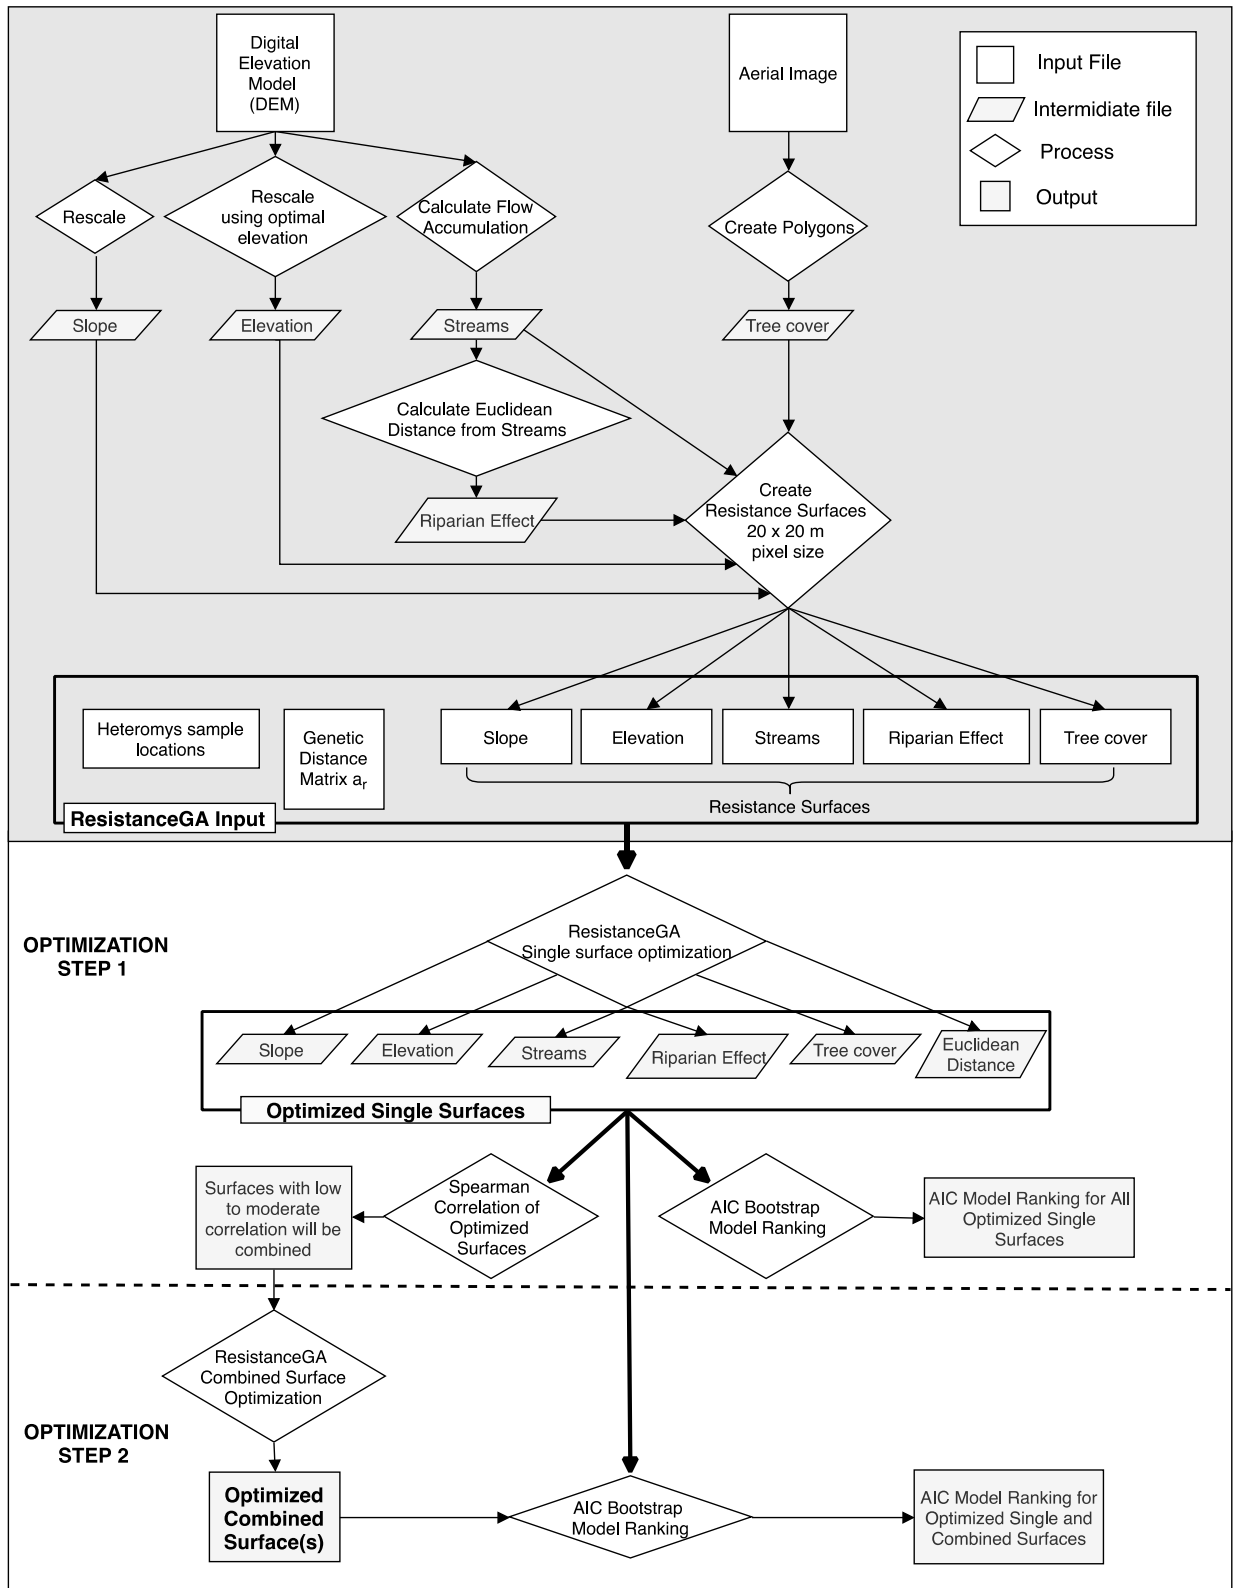 Digital
Elevation
Model
(DEM)
Aerial Image
Input File
Intermidiate file
Process
Output
Rescale
Rescale
using optimal
elevation
Calculate Flow
Accumulation
Create Polygons
Slope
Elevation
Streams
Tree cover
Calculate Euclidean
Distance from Streams
Riparian Effect
Create
Resistance Surfaces
20 x 20 m
pixel size
Heteromys sample
locations
Genetic
Distance
Matrix ar
Slope
Elevation
Streams
Riparian Effect
Tree cover
Resistance Surfaces
ResistanceGA Input
OPTIMIZATION
STEP 1
ResistanceGA
Single surface optimization
Slope
Elevation
Streams
Riparian Effect
Tree cover
Euclidean
Distance
Optimized Single Surfaces
Surfaces with low
to moderate
correlation will be
combined
Spearman
Correlation of
Optimized
Surfaces
AIC Bootstrap
Model Ranking
AIC Model Ranking for All
Optimized Single
Surfaces
ResistanceGA
Combined Surface
Optimization
OPTIMIZATION
STEP 2
Optimized
Combined
Surface(s)
AIC Bootstrap
Model Ranking
AIC Model Ranking for
Optimized Single and
Combined Surfaces